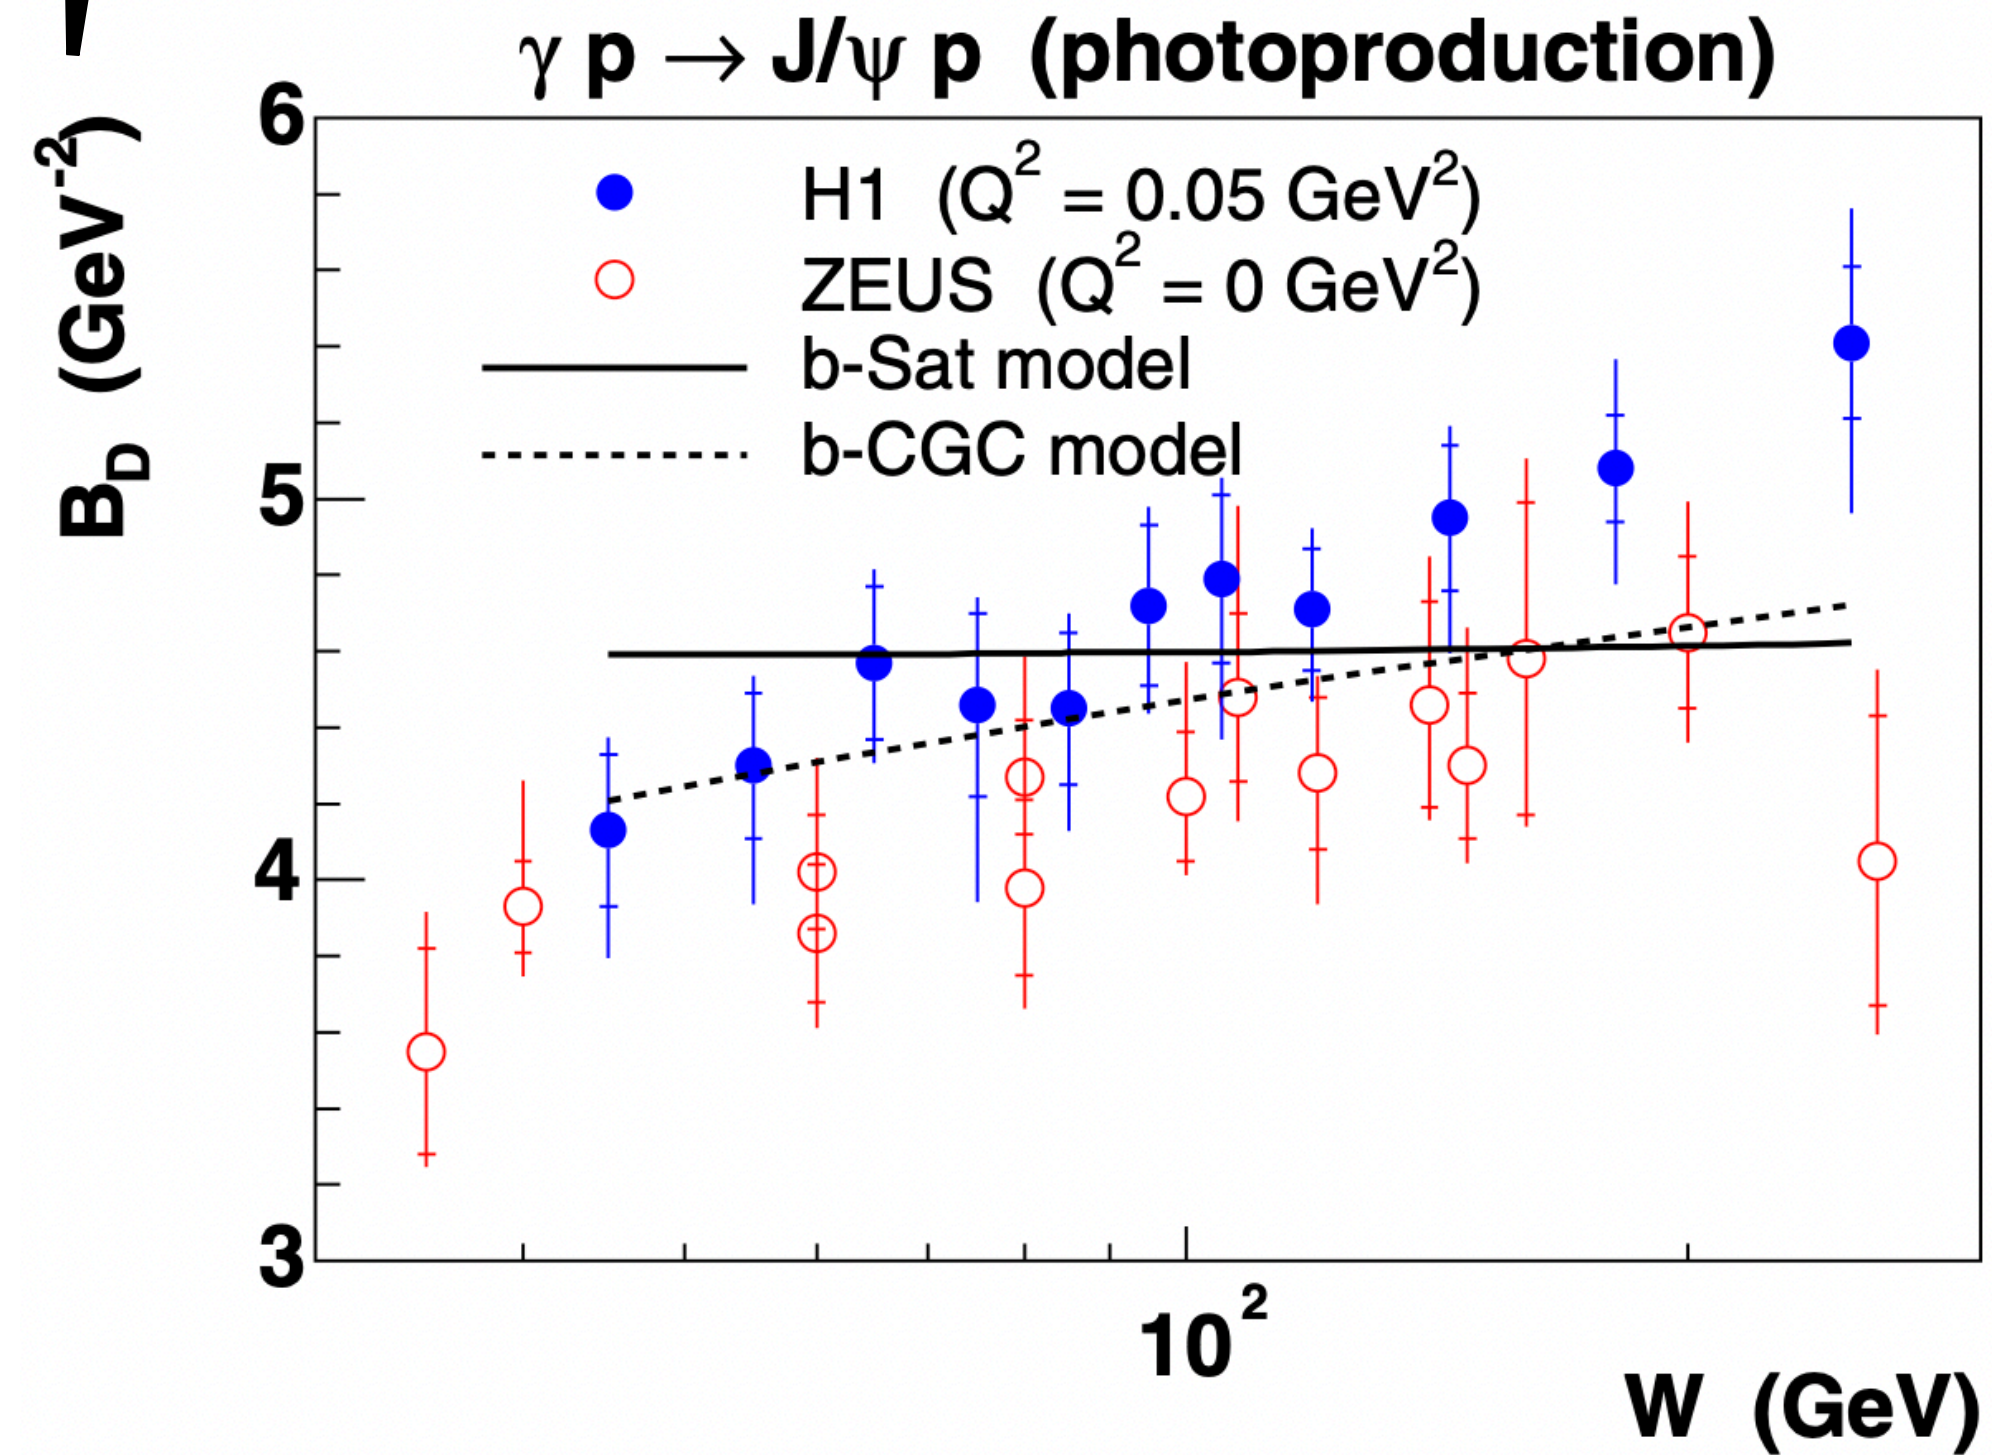 γ p → J/ψ p (photoproduction)
B_D (GeV⁻²)
6
5
4
3
H1 (Q² = 0.05 GeV²)
ZEUS (Q² = 0 GeV²)
b-Sat model
b-CGC model
10²
W (GeV)